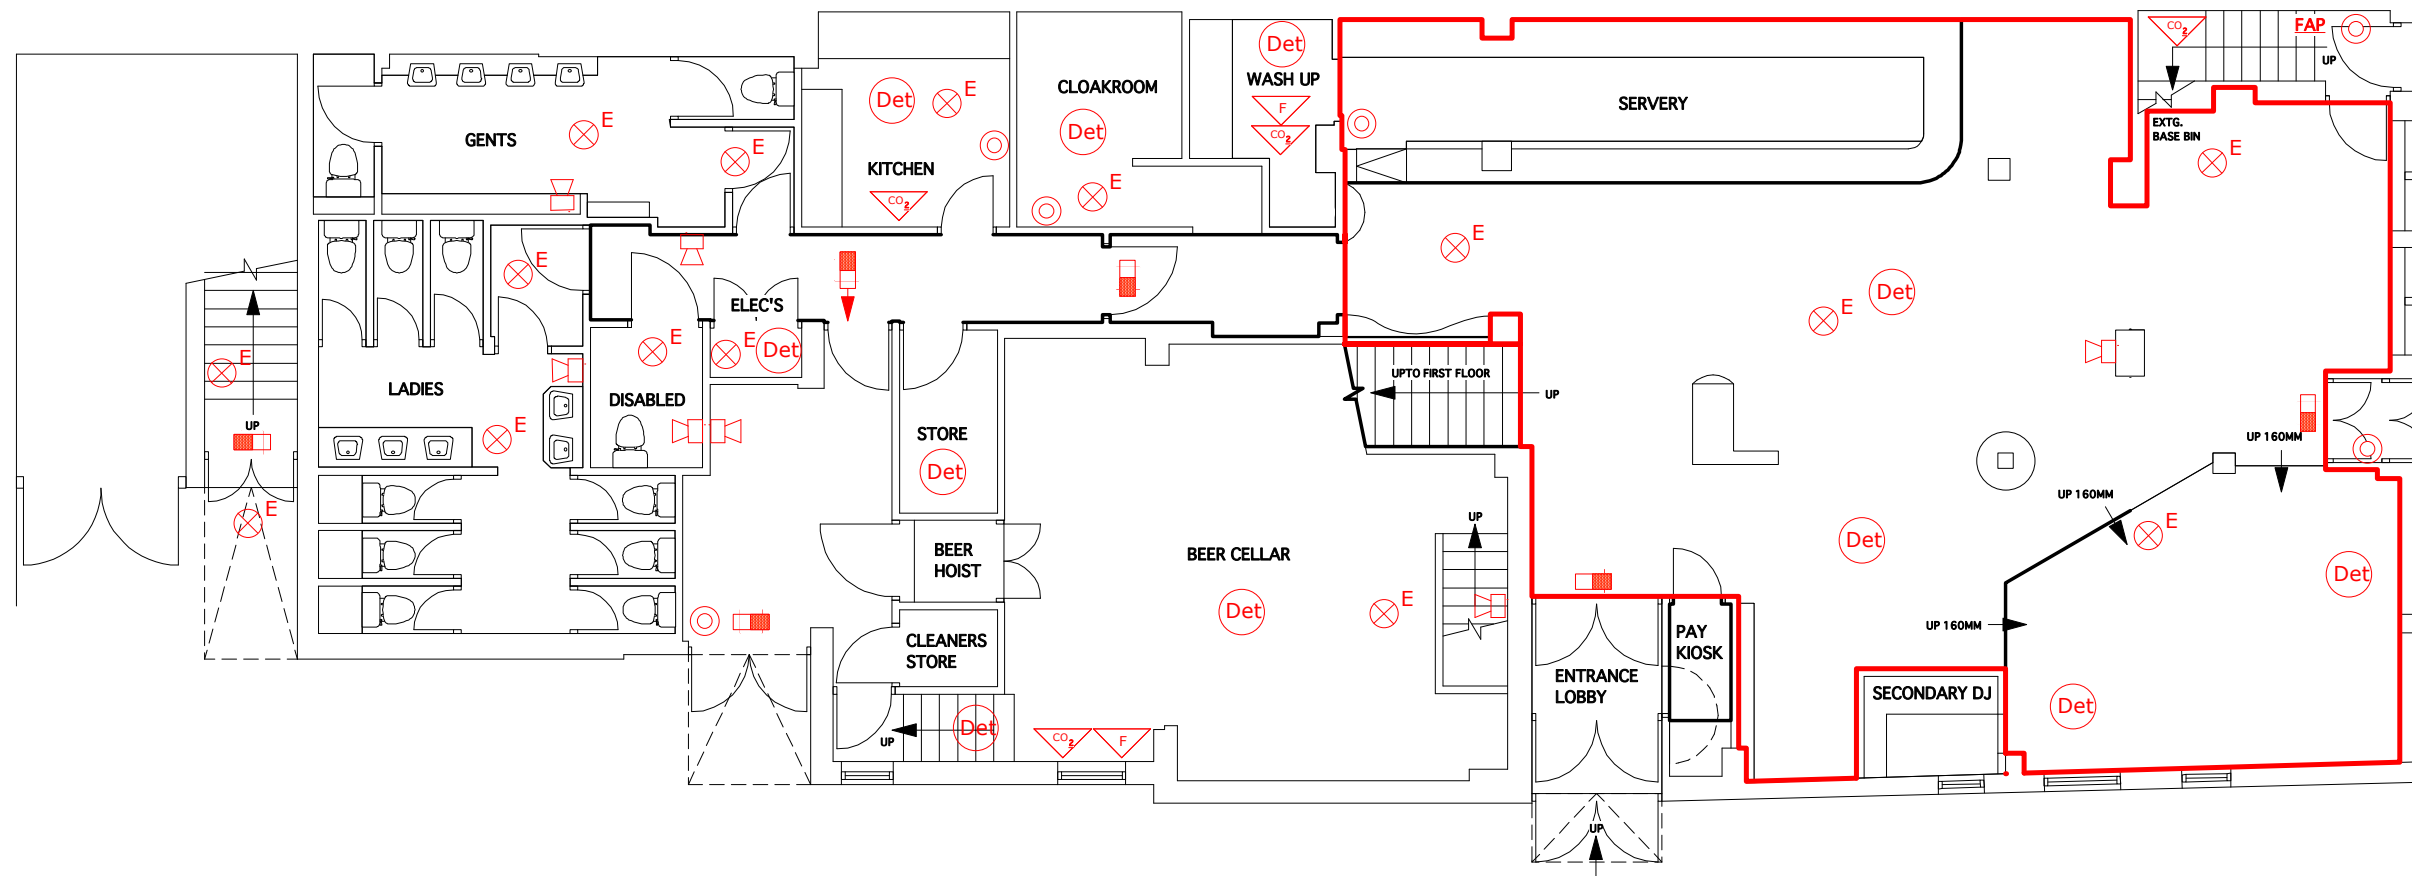 CO2
FAP
UP
Det
WASH UP
F
CO2
SERVERY
EXTG.
BASE BIN
E
CLOAKROOM
Det
E
Det
E
KITCHEN
CO2
GENTS
E
E
E
E
Det
E
ELEC'S
E
Det
E
E
DISABLED
LADIES
E
E
UP
E
UPTO FIRST FLOOR
UP
STORE
Det
UP 160MM
UP 160MM
E
Det
Det
UP
BEER
HOIST
BEER CELLAR
Det
E
CLEANERS
STORE
UP
Det
CO2
F
ENTRANCE
LOBBY
PAY
KIOSK
UP 160MM
SECONDARY DJ
Det
UP